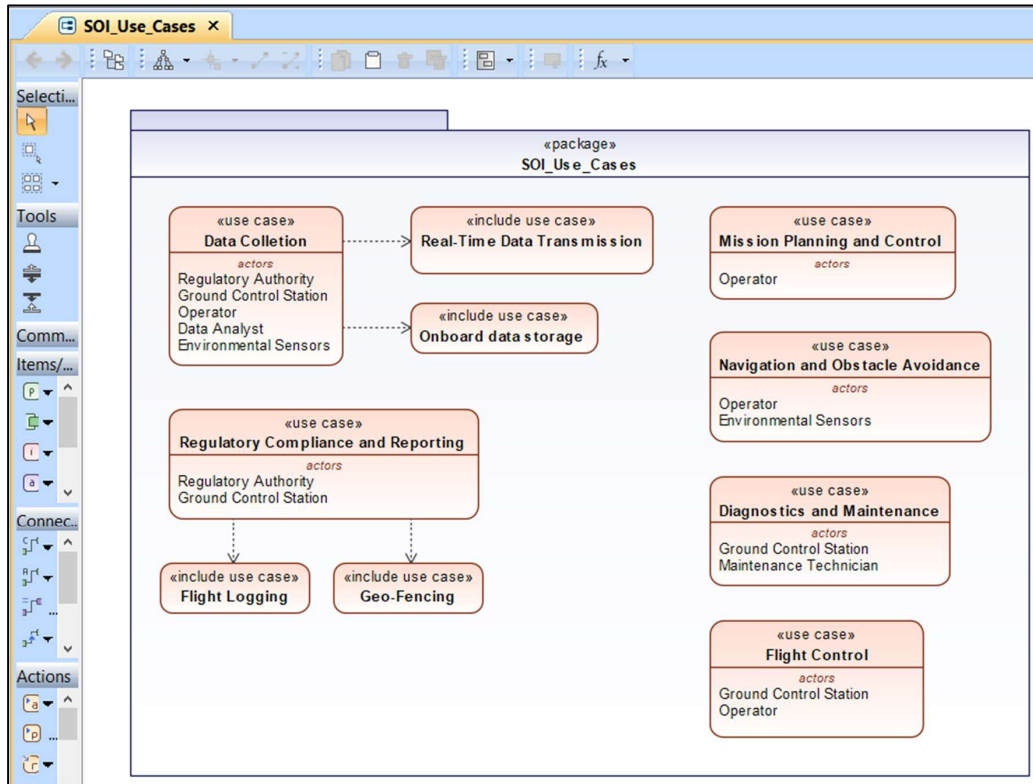 SOI_Use_Cases ×
fx
Selecti...
Tools
Comm...
Items/...
Connec...
Actions
«package»
SOI_Use_Cases
«use case»
Data Colletion
actors
Regulatory Authority
Ground Control Station
Operator
Data Analyst
Environmental Sensors
«include use case»
Real-Time Data Transmission
«include use case»
Onboard data storage
«use case»
Regulatory Compliance and Reporting
actors
Regulatory Authority
Ground Control Station
«include use case»
Flight Logging
«include use case»
Geo-Fencing
«use case»
Mission Planning and Control
actors
Operator
«use case»
Navigation and Obstacle Avoidance
actors
Operator
Environmental Sensors
«use case»
Diagnostics and Maintenance
actors
Ground Control Station
Maintenance Technician
«use case»
Flight Control
actors
Ground Control Station
Operator